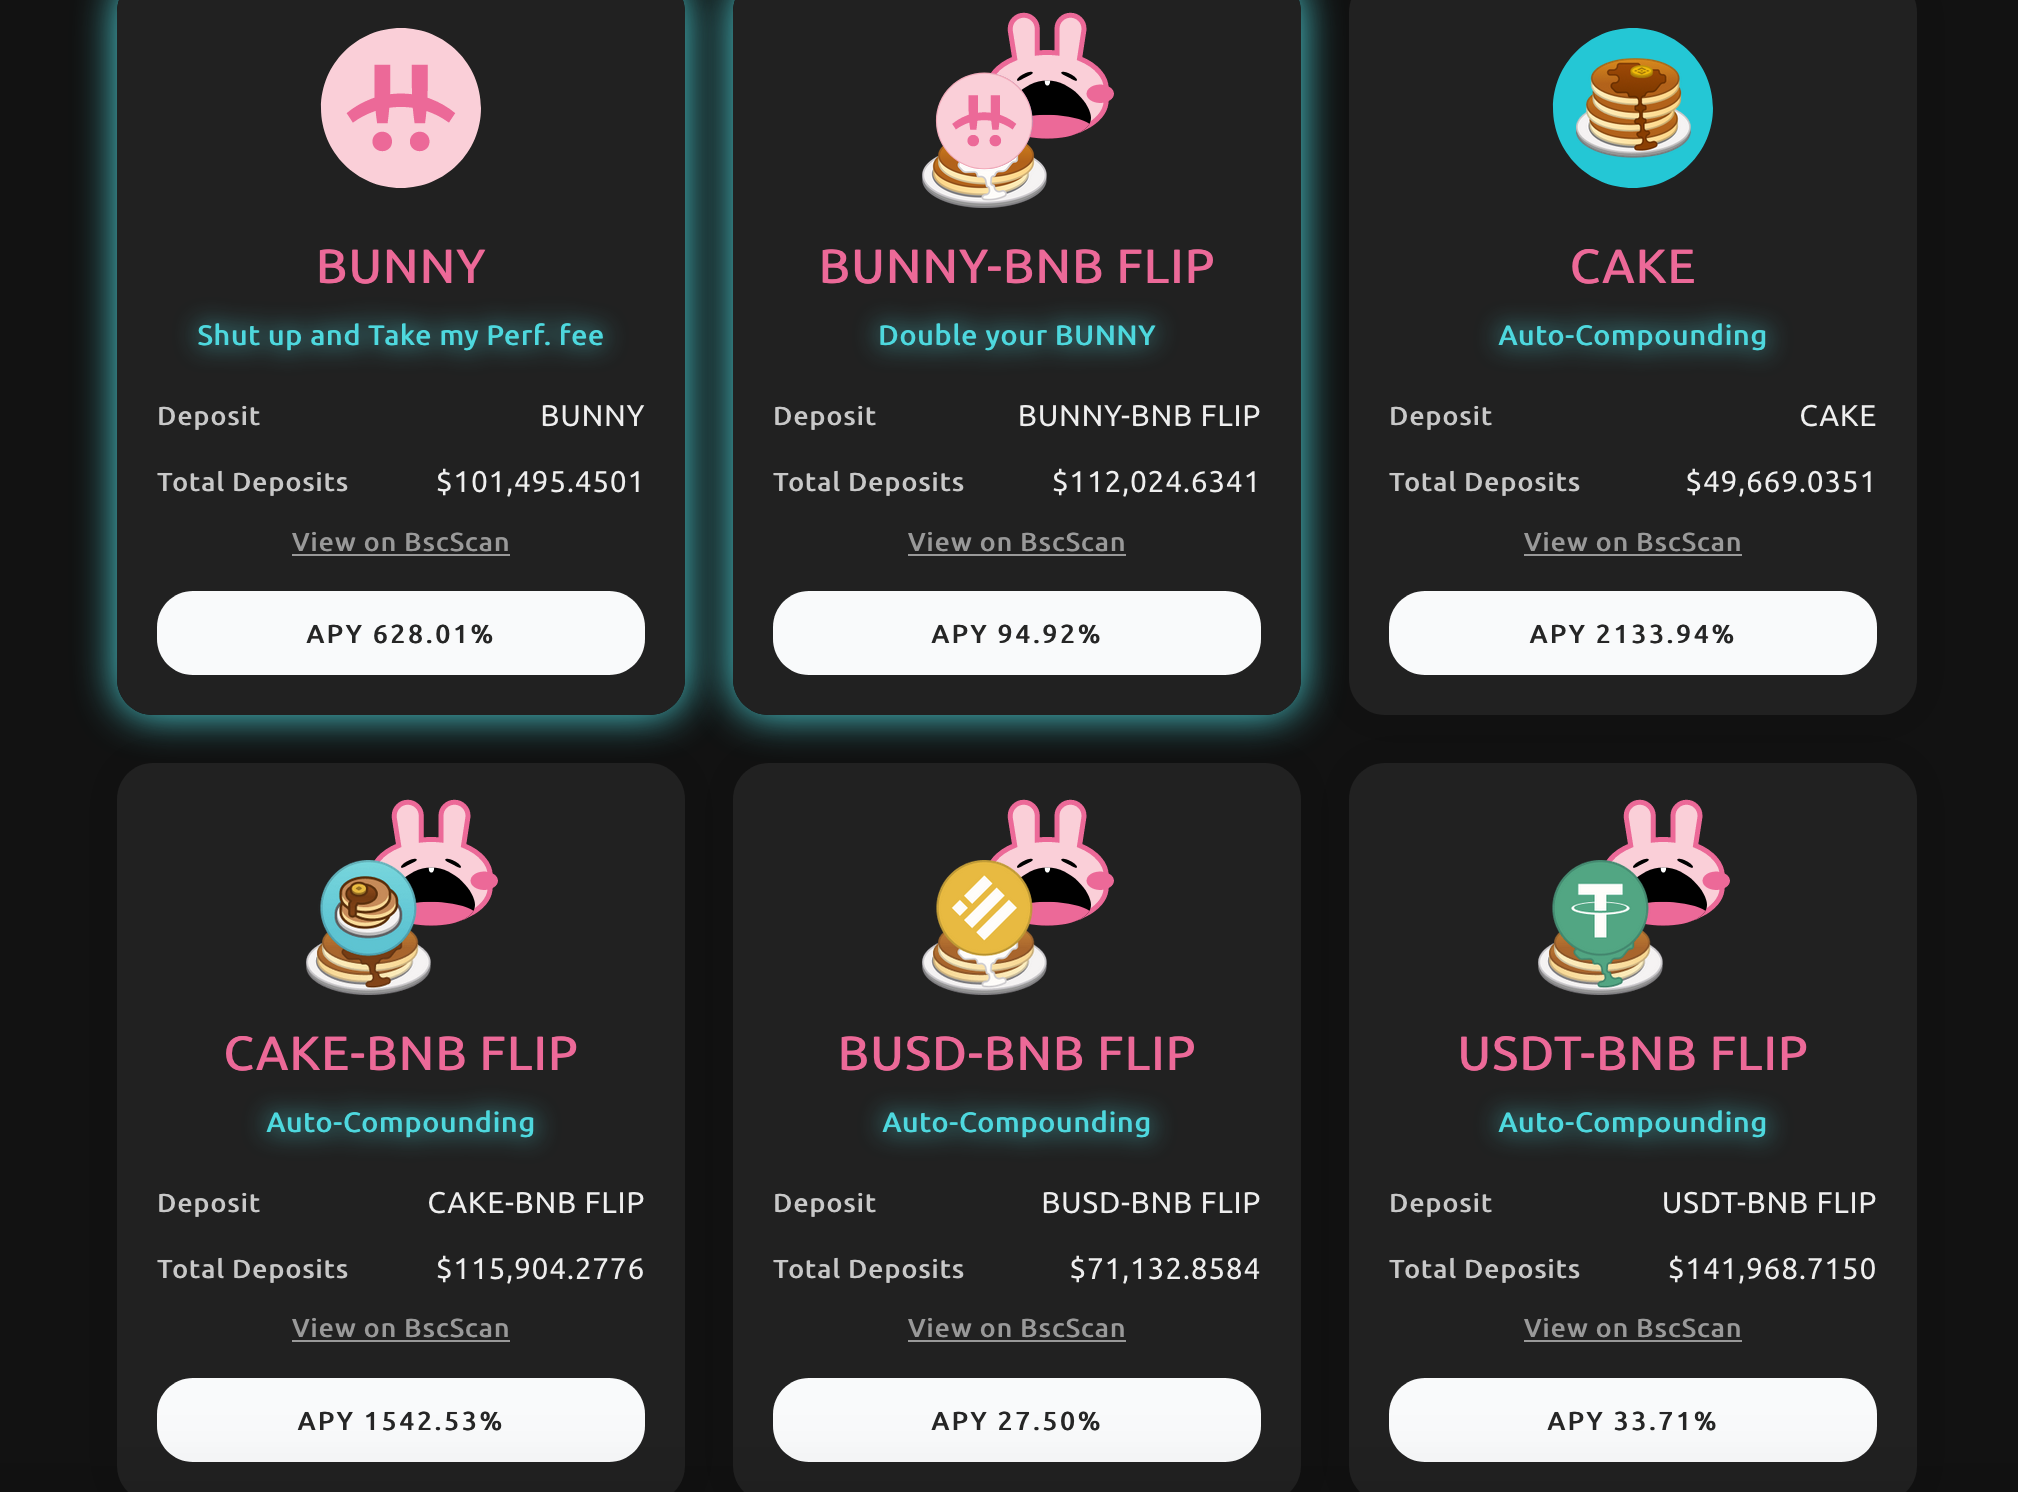 BUNNY
Shut up and Take my Perf. fee
Deposit BUNNY
Total Deposits $101,495.4501
View on BscScan
APY 628.01%
BUNNY-BNB FLIP
Double your BUNNY
Deposit BUNNY-BNB FLIP
Total Deposits $112,024.6341
View on BscScan
APY 94.92%
CAKE
Auto-Compounding
Deposit CAKE
Total Deposits $49,669.0351
View on BscScan
APY 2133.94%
CAKE-BNB FLIP
Auto-Compounding
Deposit CAKE-BNB FLIP
Total Deposits $115,904.2776
View on BscScan
APY 1542.53%
BUSD-BNB FLIP
Auto-Compounding
Deposit BUSD-BNB FLIP
Total Deposits $71,132.8584
View on BscScan
APY 27.50%
USDT-BNB FLIP
Auto-Compounding
Deposit USDT-BNB FLIP
Total Deposits $141,968.7150
View on BscScan
APY 33.71%